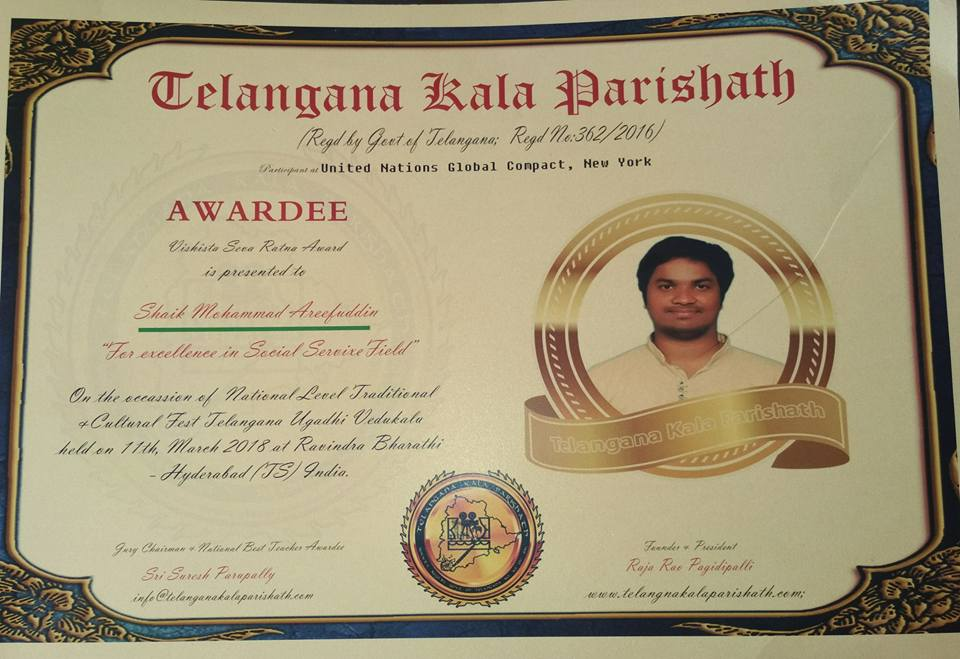 Telangana Kala Parishath
(Regd by Govt of Telangana; Regd No:362/2016)
Participant at United Nations Global Compact, New York
AWARDEE
Vishista Seva Ratna Award
is presented to
Shaik Mohammad Areefuddin
"For excellence in Social Servixe Field"
On the occassion of National Level Traditional
& Cultural Fest Telangana Ugadhi Vedukalu
held on 11th, March 2018 at Ravindra Bharathi
- Hyderabad (TS) India.
Telangana Kala Parishath
TELANGANA KALA PARISHATH
Jury Chairman & National Best Teacher Awardee
Sri Suresh Parupally
info@telanganakalaparishath.com
Founder & President
Raja Rao Pagidipalli
www.telangnakalaparishath.com;